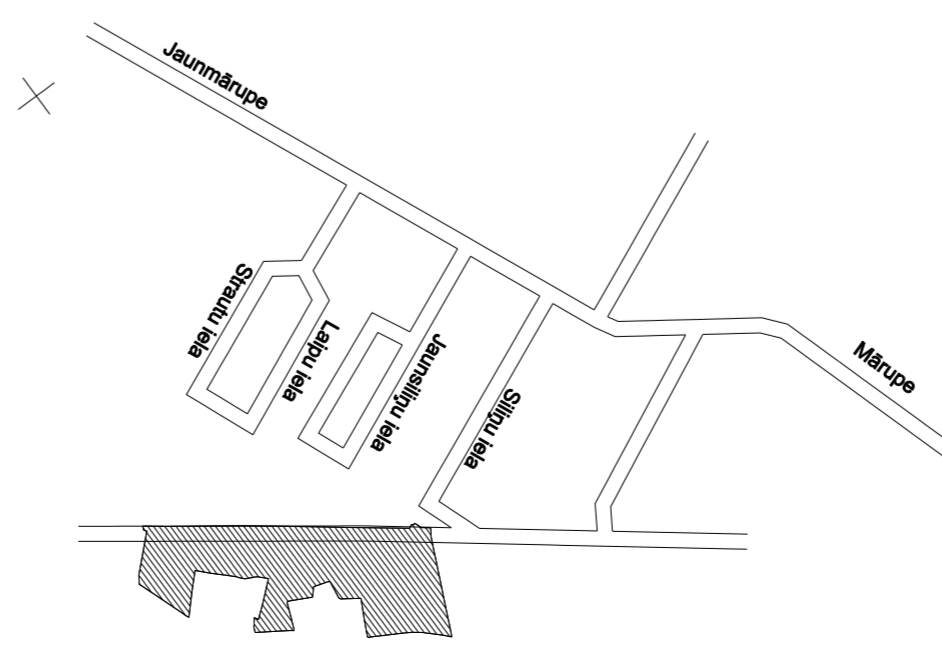 Jaunmārupe
Strautu iela
Laipu iela
Jaunsiliņu iela
Siliņu iela
Mārupe